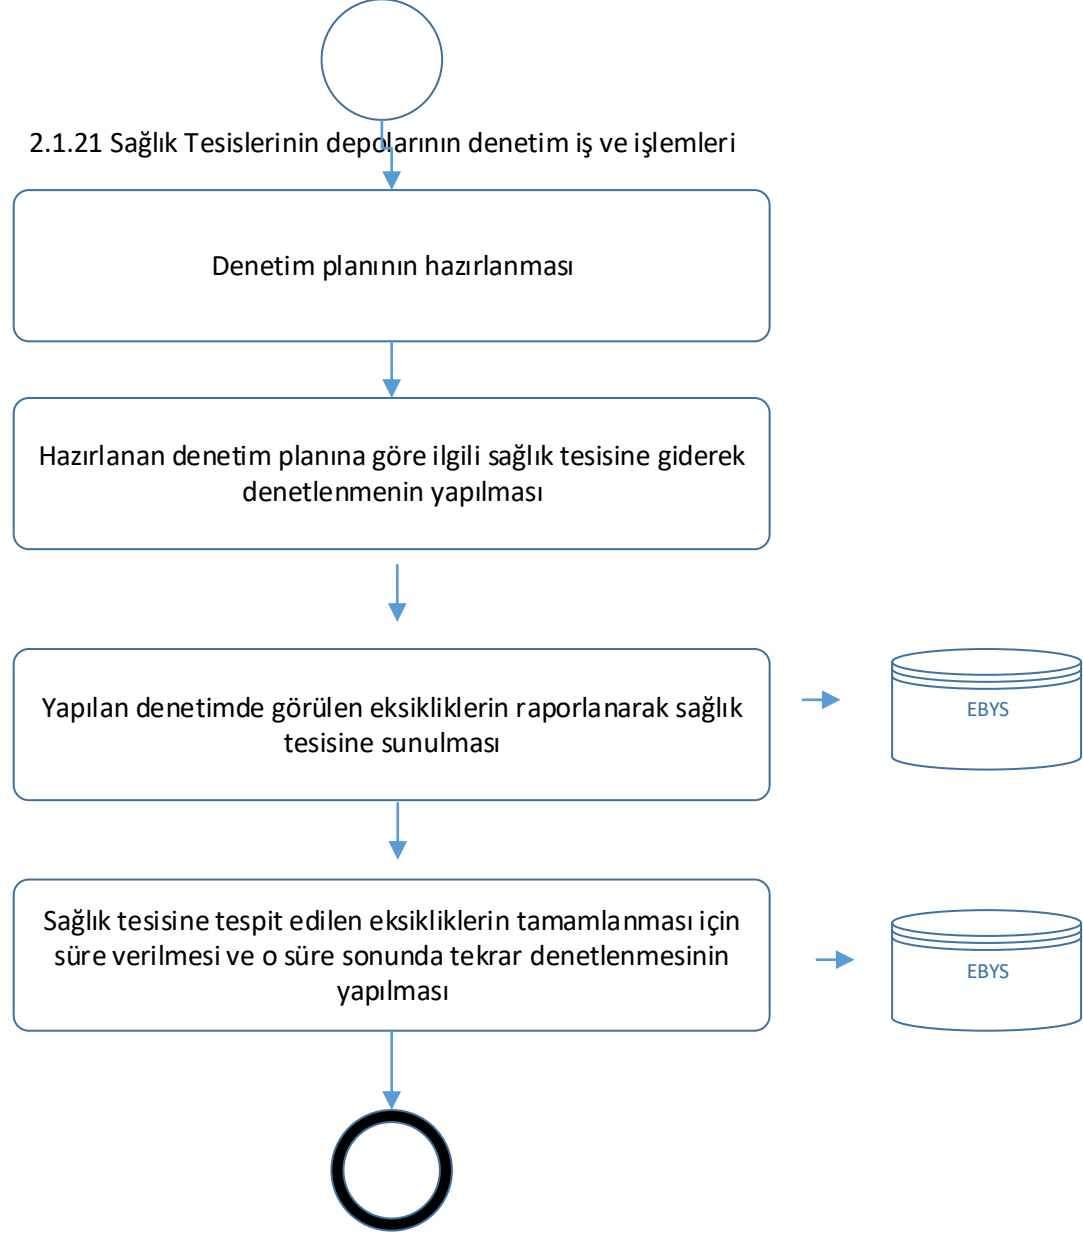 2.1.21 Sağlık Tesislerinin depolarının denetim iş ve işlemleri
Denetim planının hazırlanması
Hazırlanan denetim planına göre ilgili sağlık tesisine giderek
denetlenmenin yapılması
Yapılan denetimde görülen eksikliklerin raporlanarak sağlık
tesisine sunulması
EBYS
Sağlık tesisine tespit edilen eksikliklerin tamamlanması için
süre verilmesi ve o süre sonunda tekrar denetlenmesinin
yapılması
EBYS